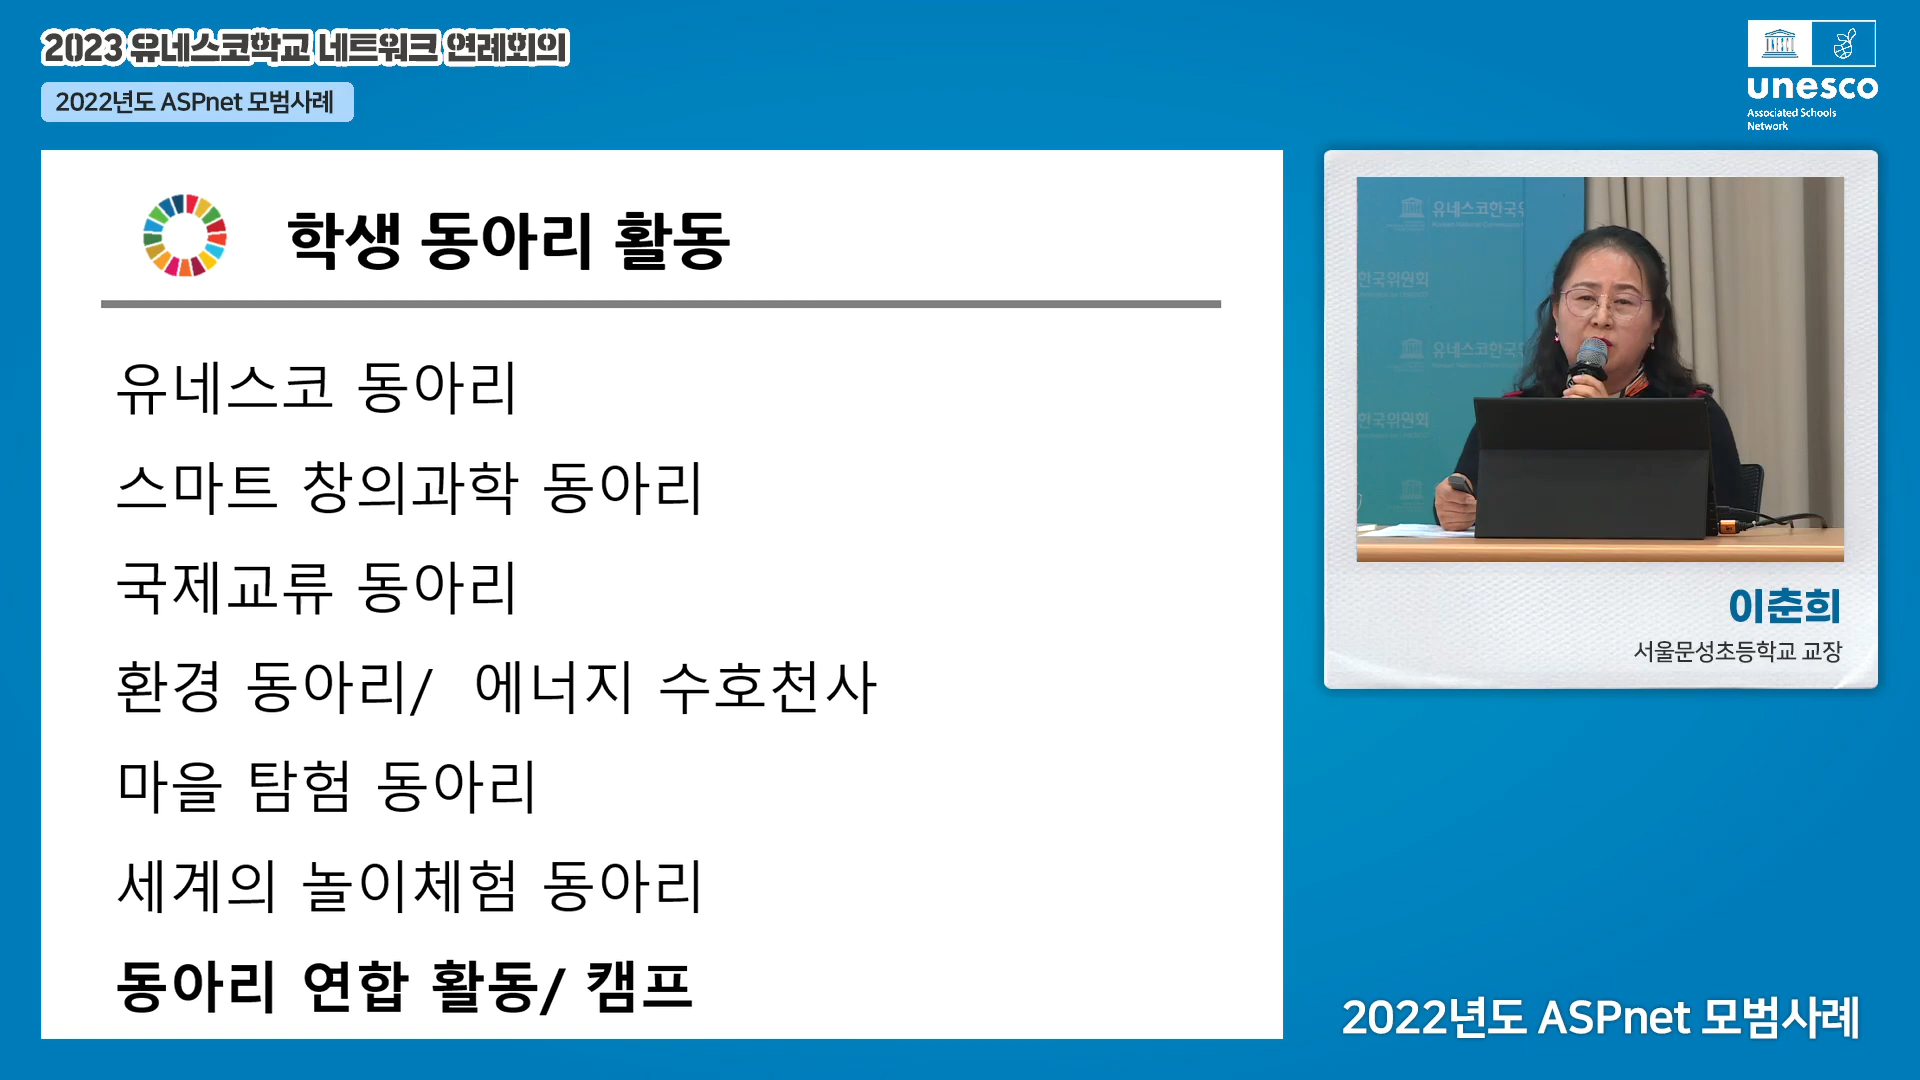 2023 유네스코학교 네트워크 연례회의
2022년도 ASPnet 모범사례
unesco
Associated Schools
Network
학생 동아리 활동
유네스코 동아리
스마트 창의과학 동아리
국제교류 동아리
환경 동아리/ 에너지 수호천사
마을 탐험 동아리
세계의 놀이체험 동아리
동아리 연합 활동/ 캠프
유네스코한국
한국위원회
유네스코한국
한국위원회
이춘희
서울문성초등학교 교장
2022년도 ASPnet 모범사례